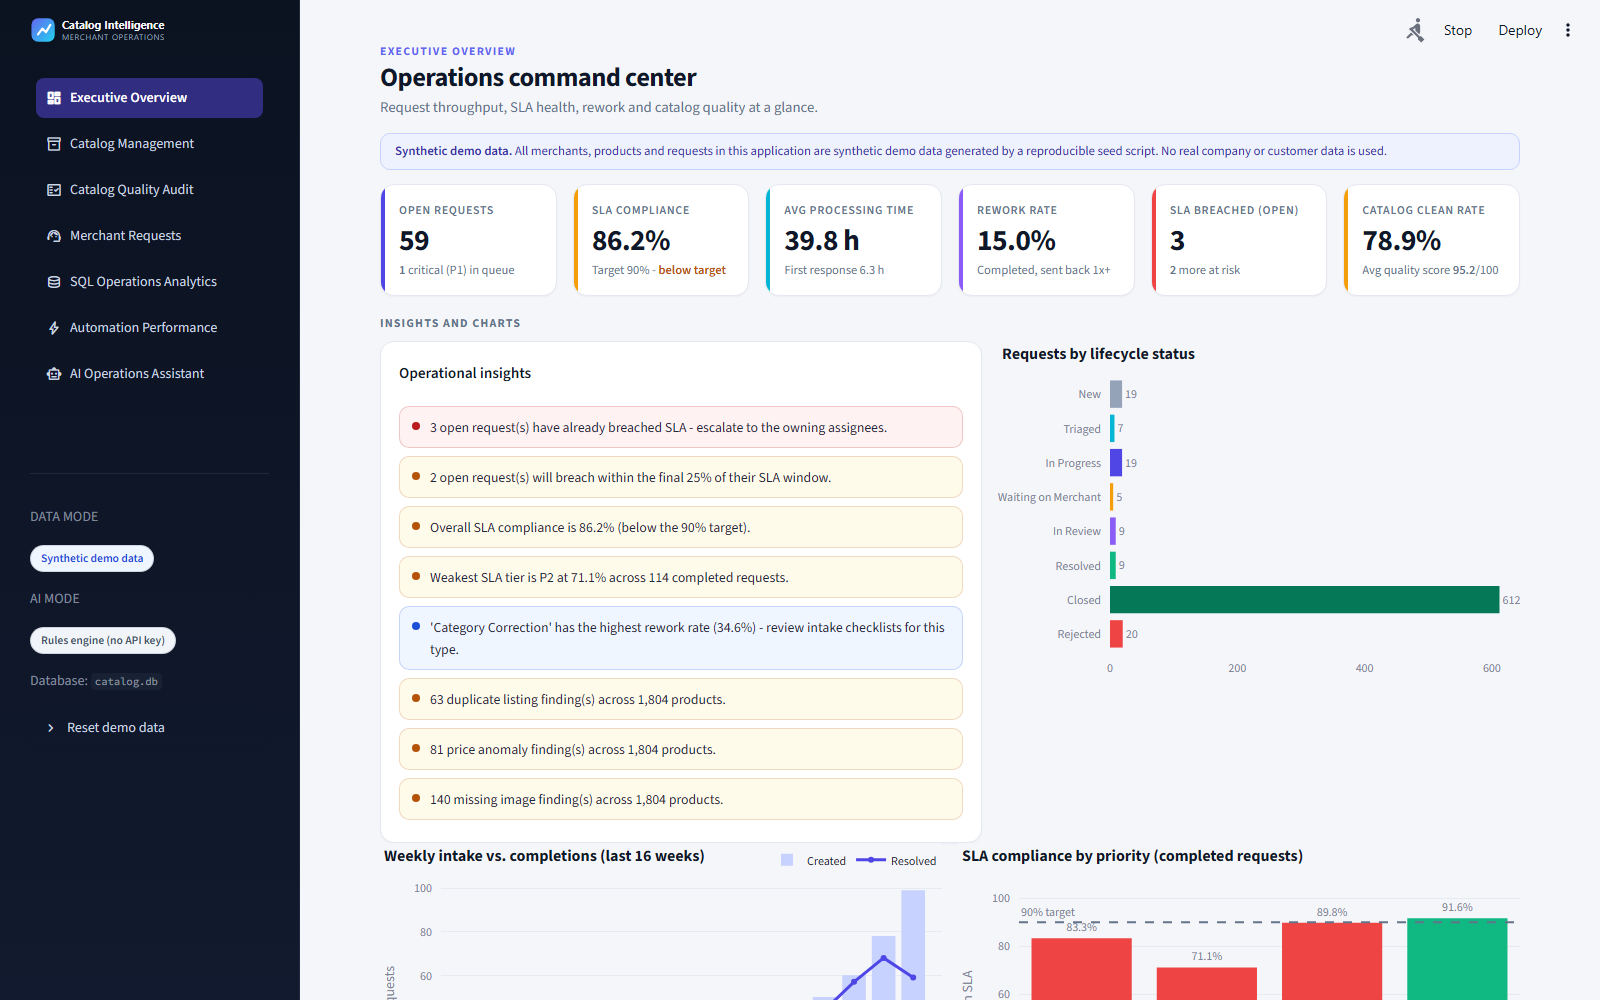 Catalog Intelligence
MERCHANT OPERATIONS
Executive Overview
Catalog Management
Catalog Quality Audit
Merchant Requests
SQL Operations Analytics
Automation Performance
AI Operations Assistant
DATA MODE
Synthetic demo data
AI MODE
Rules engine (no API key)
Database: catalog.db
Reset demo data
Stop
Deploy
EXECUTIVE OVERVIEW
Operations command center
Request throughput, SLA health, rework and catalog quality at a glance.
Synthetic demo data. All merchants, products and requests in this application are synthetic demo data generated by a reproducible seed script. No real company or customer data is used.
OPEN REQUESTS
59
1 critical (P1) in queue
SLA COMPLIANCE
86.2%
Target 90% - below target
AVG PROCESSING TIME
39.8 h
First response 6.3 h
REWORK RATE
15.0%
Completed, sent back 1x+
SLA BREACHED (OPEN)
3
2 more at risk
CATALOG CLEAN RATE
78.9%
Avg quality score 95.2/100
INSIGHTS AND CHARTS
Operational insights
3 open request(s) have already breached SLA - escalate to the owning assignees.
2 open request(s) will breach within the final 25% of their SLA window.
Overall SLA compliance is 86.2% (below the 90% target).
Weakest SLA tier is P2 at 71.1% across 114 completed requests.
'Category Correction' has the highest rework rate (34.6%) - review intake checklists for this
type.
63 duplicate listing finding(s) across 1,804 products.
81 price anomaly finding(s) across 1,804 products.
140 missing image finding(s) across 1,804 products.
Requests by lifecycle status
New 19
Triaged 7
In Progress 19
Waiting on Merchant 5
In Review 9
Resolved 9
Closed 612
Rejected 20
0 200 400 600
Weekly intake vs. completions (last 16 weeks)
Created Resolved
100
80
60
SLA compliance by priority (completed requests)
100
90% target
83.3%
71.1%
89.8%
91.6%
80
60
SLA